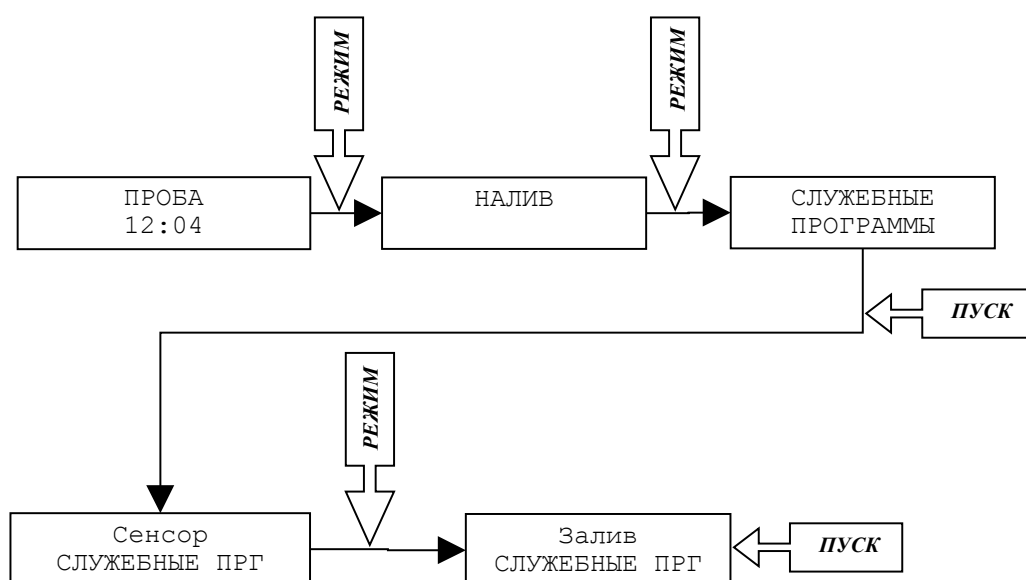 РЕЖИМ
РЕЖИМ
ПРОБА
12:04
НАЛИВ
СЛУЖЕБНЫЕ
ПРОГРАММЫ
ПУСК
РЕЖИМ
Сенсор
СЛУЖЕБНЫЕ ПРГ
Залив
СЛУЖЕБНЫЕ ПРГ
ПУСК